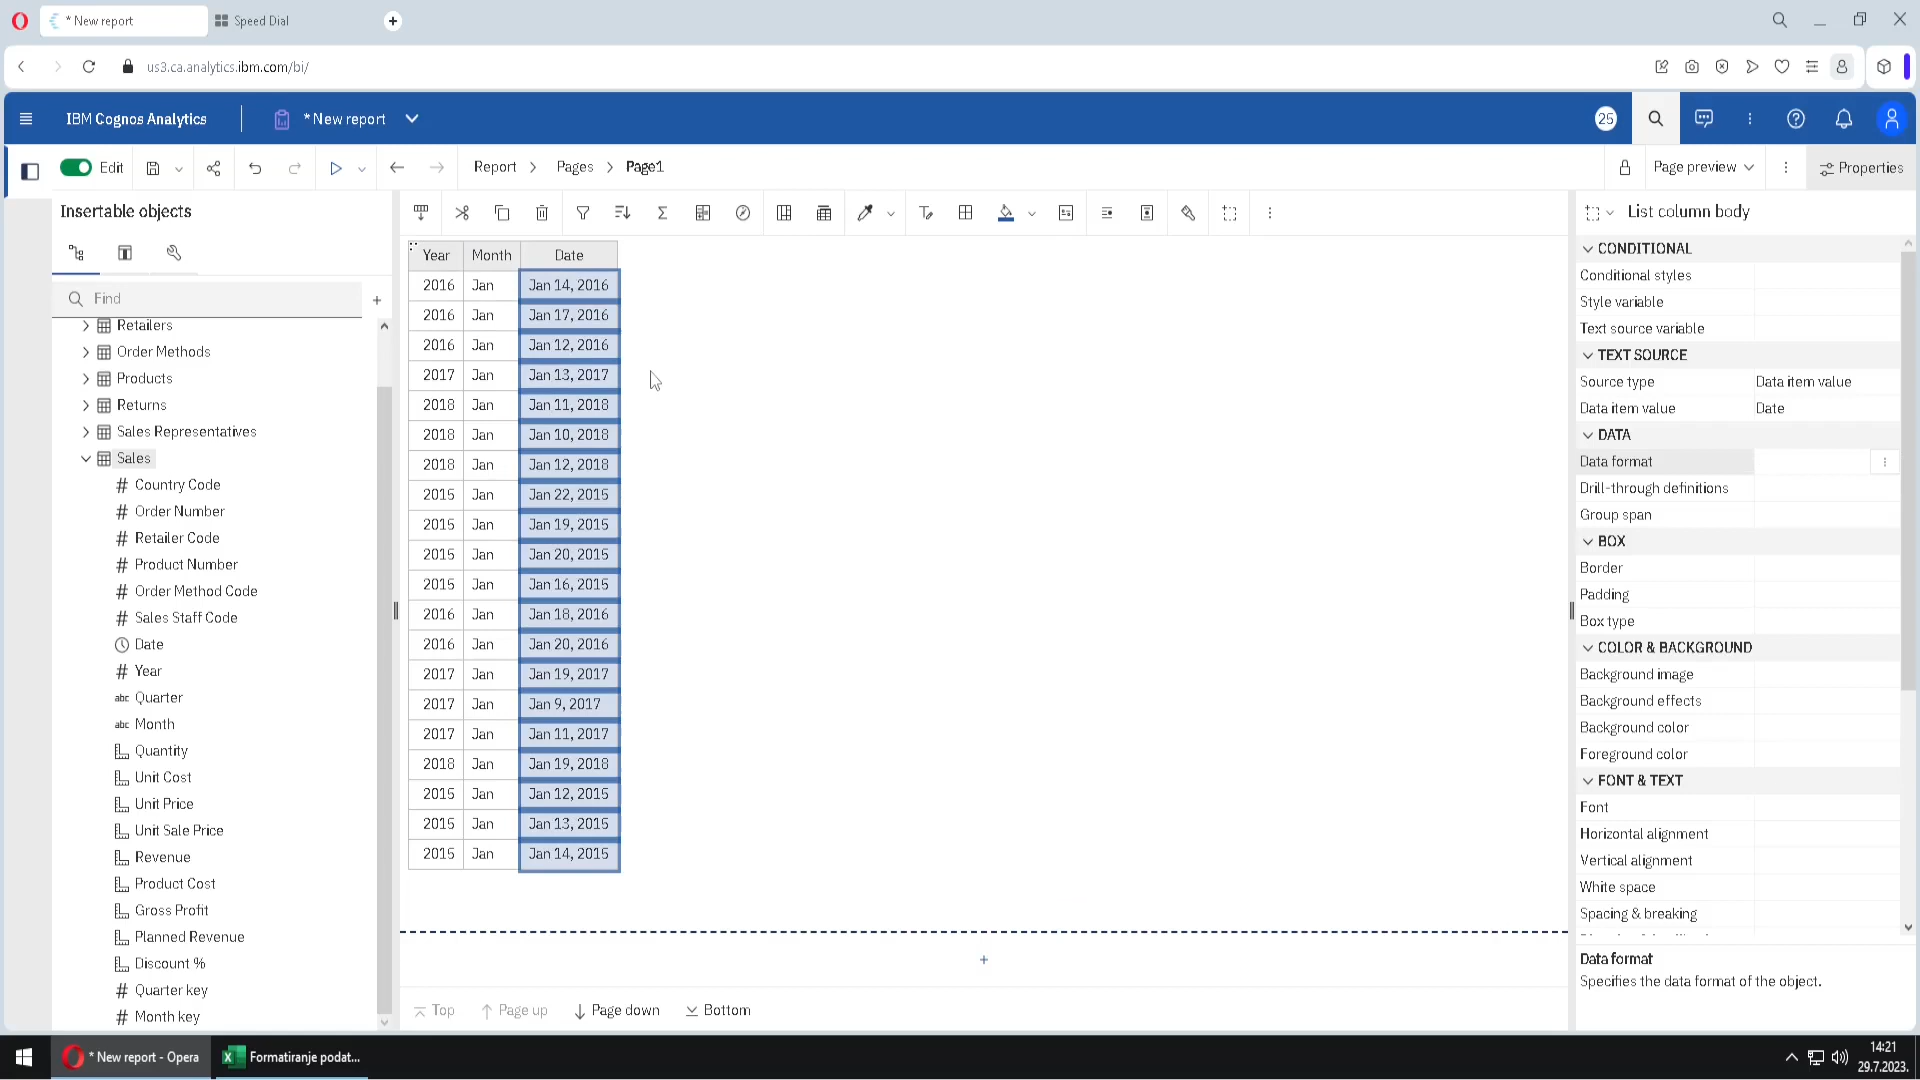 * New report
Speed Dial
us3.ca.analytics.ibm.com/bi/
IBM Cognos Analytics
* New report
25
Edit
Report
Pages
Page1
Page preview
Properties
Insertable objects
Find
Retailers
Order Methods
Products
Returns
Sales Representatives
Sales
Country Code
Order Number
Retailer Code
Product Number
Order Method Code
Sales Staff Code
Date
Year
abc Quarter
abc Month
Quantity
Unit Cost
Unit Price
Unit Sale Price
Revenue
Product Cost
Gross Profit
Planned Revenue
Discount %
Quarter key
Month key
Year Month Date
2016 Jan Jan 14, 2016
2016 Jan Jan 17, 2016
2016 Jan Jan 12, 2016
2017 Jan Jan 13, 2017
2018 Jan Jan 11, 2018
2018 Jan Jan 10, 2018
2018 Jan Jan 12, 2018
2015 Jan Jan 22, 2015
2015 Jan Jan 19, 2015
2015 Jan Jan 20, 2015
2015 Jan Jan 16, 2015
2016 Jan Jan 18, 2016
2016 Jan Jan 20, 2016
2017 Jan Jan 19, 2017
2017 Jan Jan 9, 2017
2017 Jan Jan 11, 2017
2018 Jan Jan 19, 2018
2015 Jan Jan 12, 2015
2015 Jan Jan 13, 2015
2015 Jan Jan 14, 2015
Top
Page up
Page down
Bottom
List column body
CONDITIONAL
Conditional styles
Style variable
Text source variable
TEXT SOURCE
Source type Data item value
Data item value Date
DATA
Data format
Drill-through definitions
Group span
BOX
Border
Padding
Box type
COLOR & BACKGROUND
Background image
Background effects
Background color
Foreground color
FONT & TEXT
Font
Horizontal alignment
Vertical alignment
White space
Spacing & breaking
Data format
Specifies the data format of the object.
* New report - Opera
Formatiranje podat...
14:21
29.7.2023.